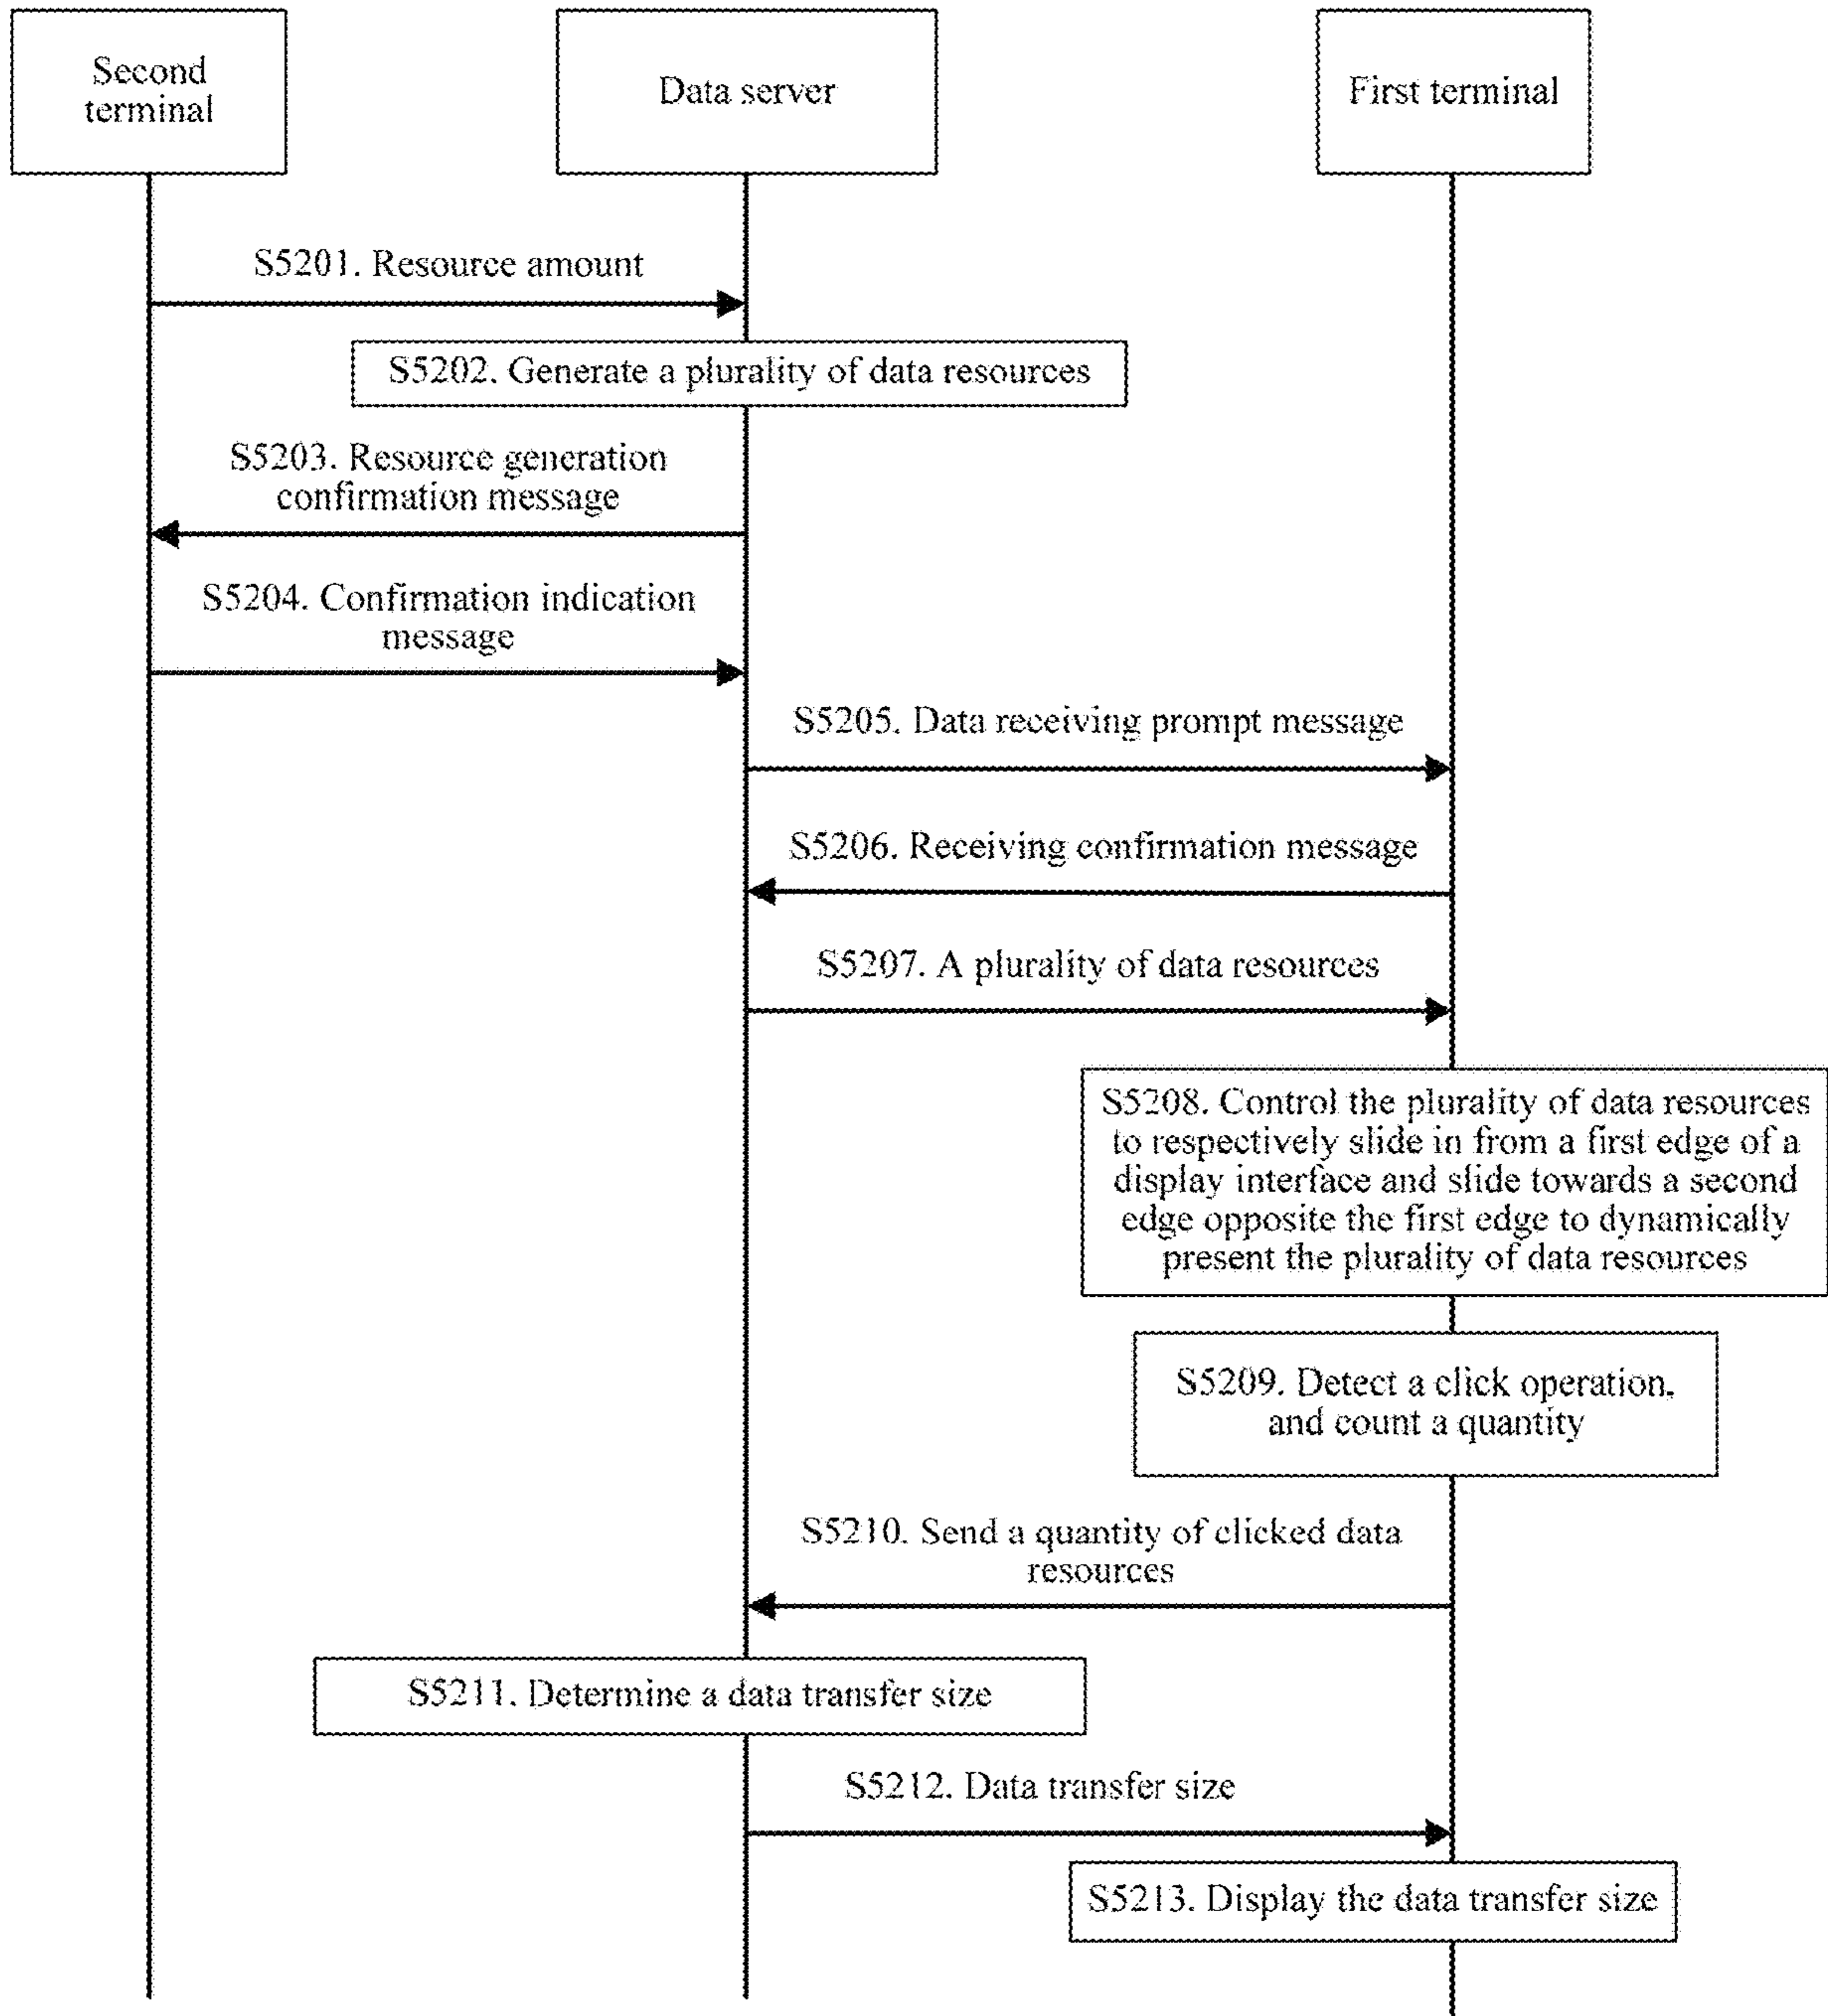 Second
terminal
Data server
First terminal
S5201. Resource amount
S5202. Generate a plurality of data resources
S5203. Resource generation
confirmation message
S5204. Confirmation indication
message
S5205. Data receiving prompt message
S5206. Receiving confirmation message
S5207. A plurality of data resources
S5208. Control the plurality of data resources
to respectively slide in from a first edge of a
display interface and slide towards a second
edge opposite the first edge to dynamically
present the plurality of data resources
S5209. Detect a click operation,
and count a quantity
S5210. Send a quantity of clicked data
resources
S5211. Determine a data transfer size
S5212. Data transfer size
S5213. Display the data transfer size